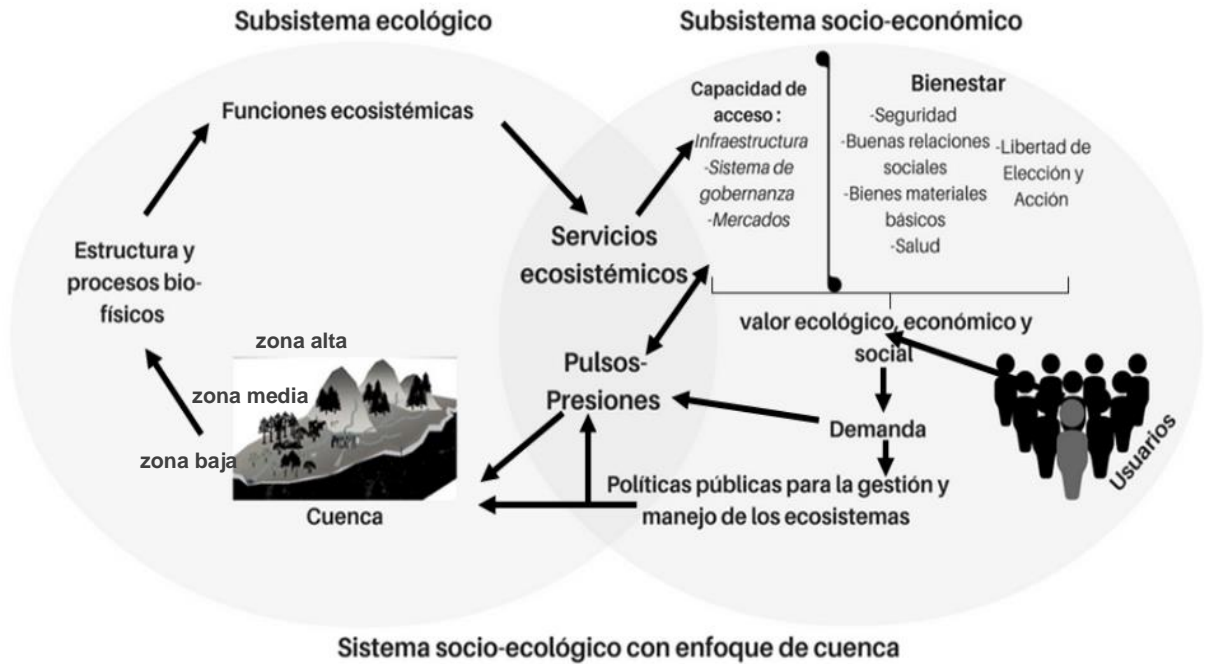 Subsistema ecológico
Subsistema socio-económico
Funciones ecosistémicas
Capacidad de
acceso :
Infraestructura
-Sistema de
gobernanza
-Mercados
Bienestar
-Seguridad
-Buenas relaciones
sociales
-Bienes materiales
básicos
-Salud
-Libertad de
Elección y
Acción
Servicios
ecosistémicos
Estructura y
procesos bio-
físicos
zona alta
zona media
zona baja
Cuenca
Pulsos-
Presiones
valor ecológico, económico y
social
Demanda
Políticas públicas para la gestión y
manejo de los ecosistemas
Usuarios
Sistema socio-ecológico con enfoque de cuenca